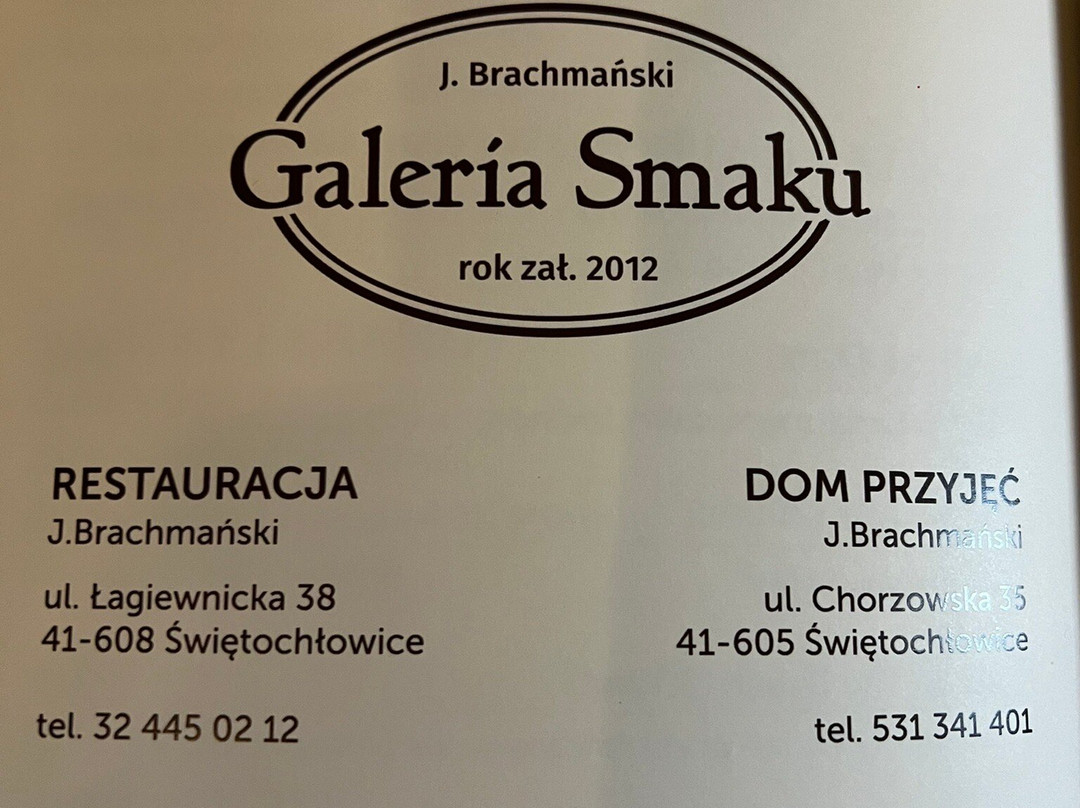 J. Brachmański
Galería Smaku
rok zał. 2012
RESTAURACJA
J.Brachmański
ul. Łagiewnicka 38
41-608 Świętochłowice
tel. 32 445 02 12
DOM PRZYJĘĆ
J.Brachmański
ul. Chorzowska 35
41-605 Świętochłowice
tel. 531 341 401